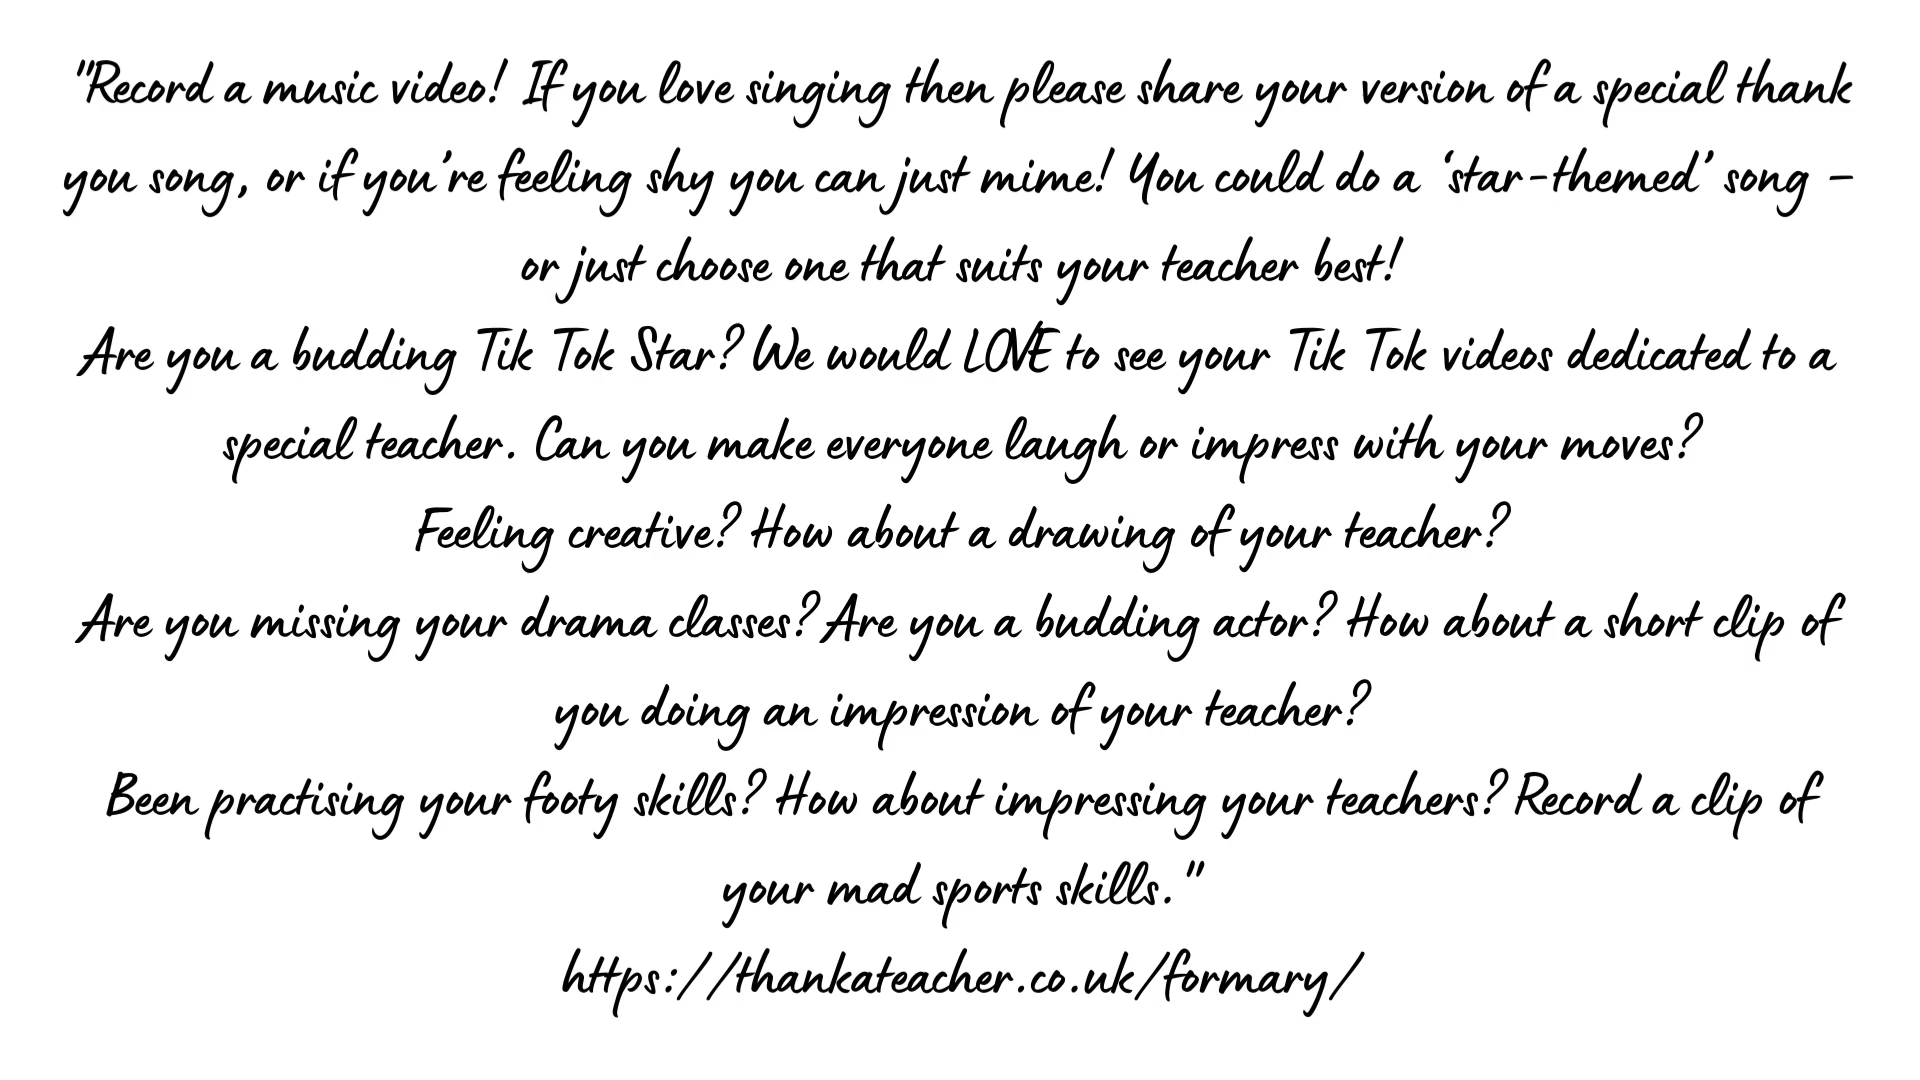 "Record a music video! If you love singing then please share your version of a special thank
you song, or if you’re feeling shy you can just mime! You could do a ‘star-themed’ song –
or just choose one that suits your teacher best!
Are you a budding Tik Tok Star? We would LOVE to see your Tik Tok videos dedicated to a
special teacher. Can you make everyone laugh or impress with your moves?
Feeling creative? How about a drawing of your teacher?
Are you missing your drama classes? Are you a budding actor? How about a short clip of
you doing an impression of your teacher?
Been practising your footy skills? How about impressing your teachers? Record a clip of
your mad sports skills."
https://thankateacher.co.uk/formary/